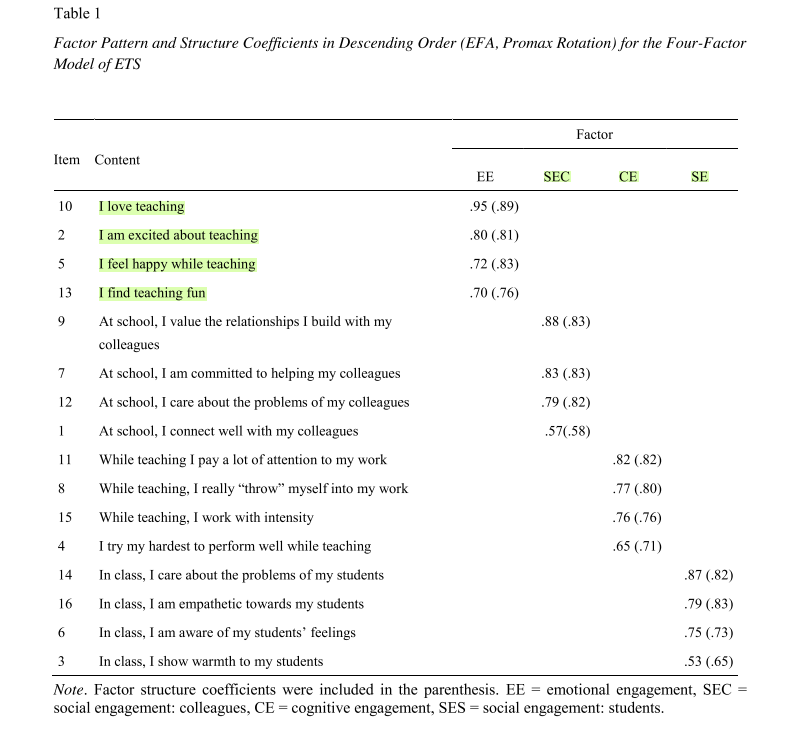 Table 1
Factor Pattern and Structure Coefficients in Descending Order (EFA, Promax Rotation) for the Four-Factor
Model of ETS
Factor
Item Content
EE SEC CE SE
10 I love teaching .95 (.89)
2 I am excited about teaching .80 (.81)
5 I feel happy while teaching .72 (.83)
13 I find teaching fun .70 (.76)
9 At school, I value the relationships I build with my .88 (.83)
colleagues
7 At school, I am committed to helping my colleagues .83 (.83)
12 At school, I care about the problems of my colleagues .79 (.82)
1 At school, I connect well with my colleagues .57(.58)
11 While teaching I pay a lot of attention to my work .82 (.82)
8 While teaching, I really “throw” myself into my work .77 (.80)
15 While teaching, I work with intensity .76 (.76)
4 I try my hardest to perform well while teaching .65 (.71)
14 In class, I care about the problems of my students .87 (.82)
16 In class, I am empathetic towards my students .79 (.83)
6 In class, I am aware of my students’ feelings .75 (.73)
3 In class, I show warmth to my students .53 (.65)
Note. Factor structure coefficients were included in the parenthesis. EE = emotional engagement, SEC =
social engagement: colleagues, CE = cognitive engagement, SES = social engagement: students.